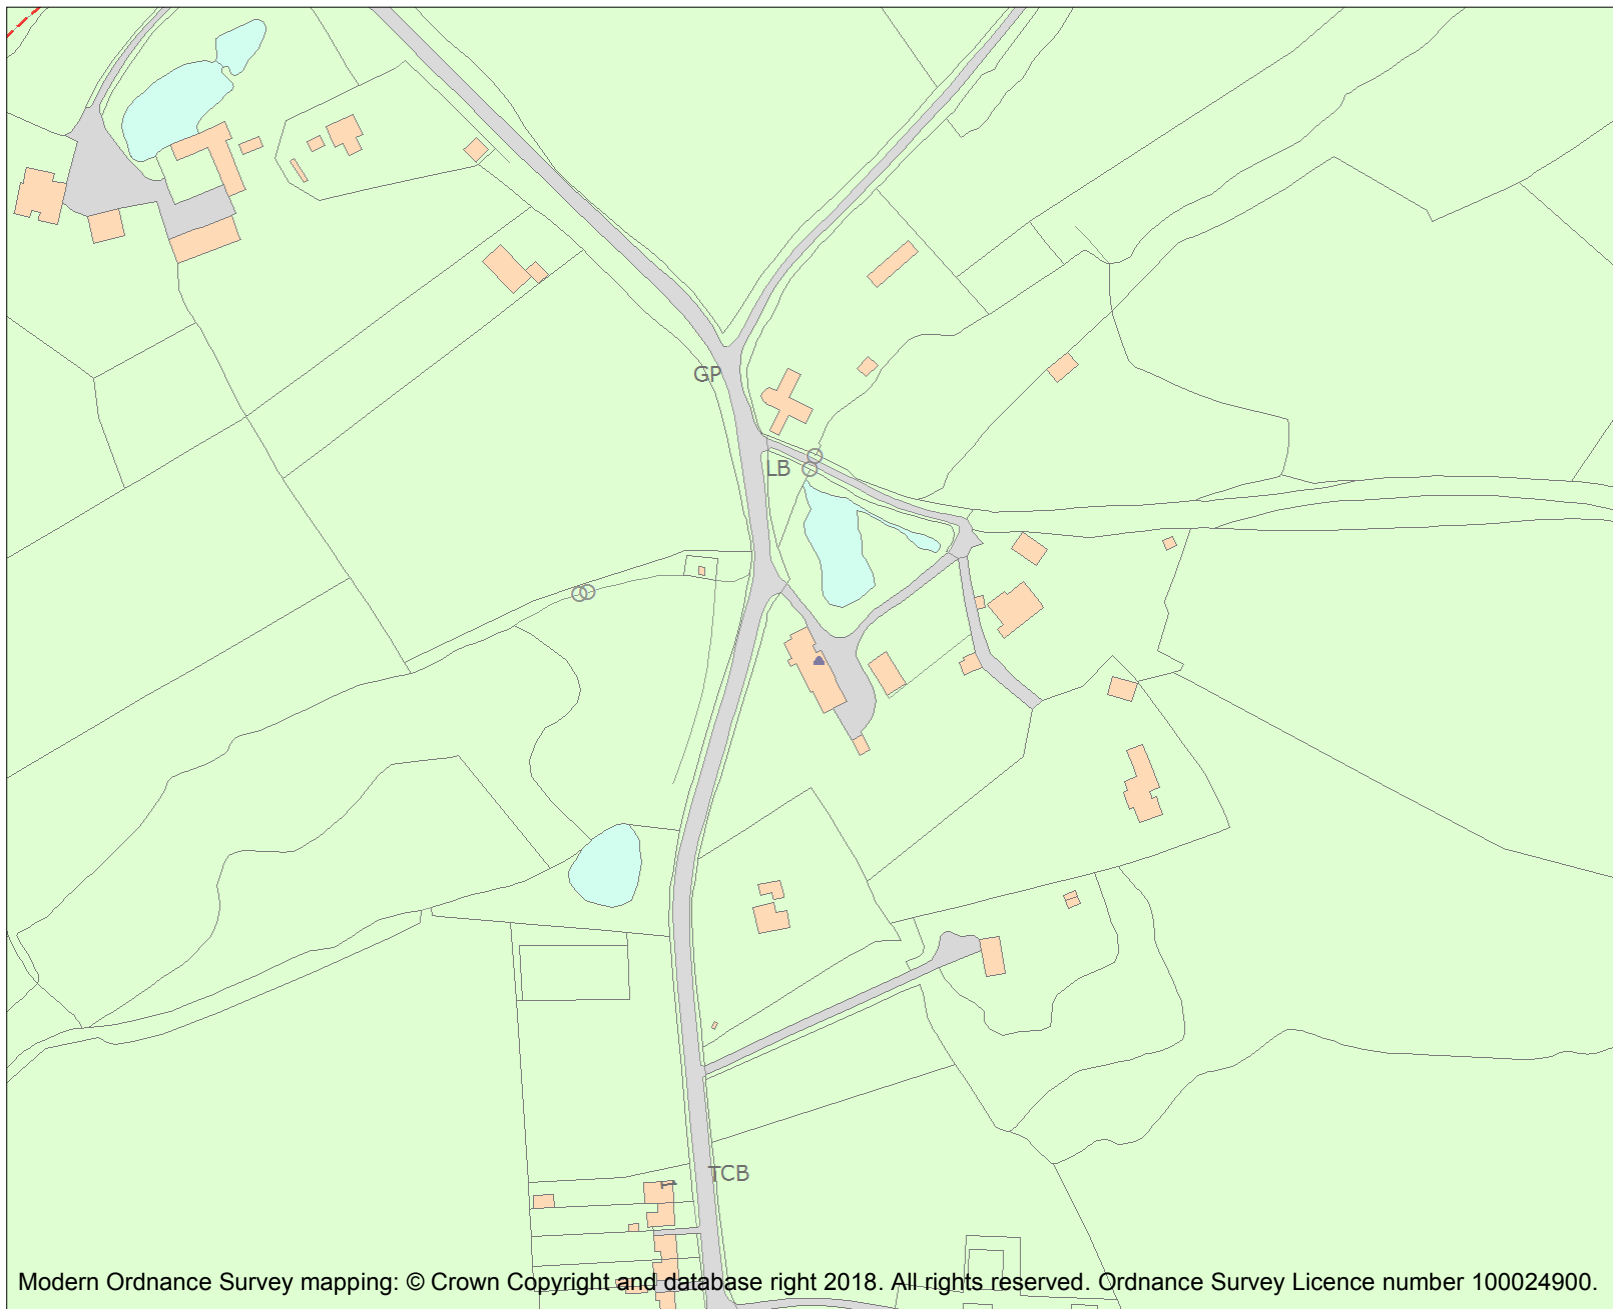 GP
LB
TCB
1
Modern Ordnance Survey mapping: © Crown Copyright and database right 2018. All rights reserved. Ordnance Survey Licence number 100024900.